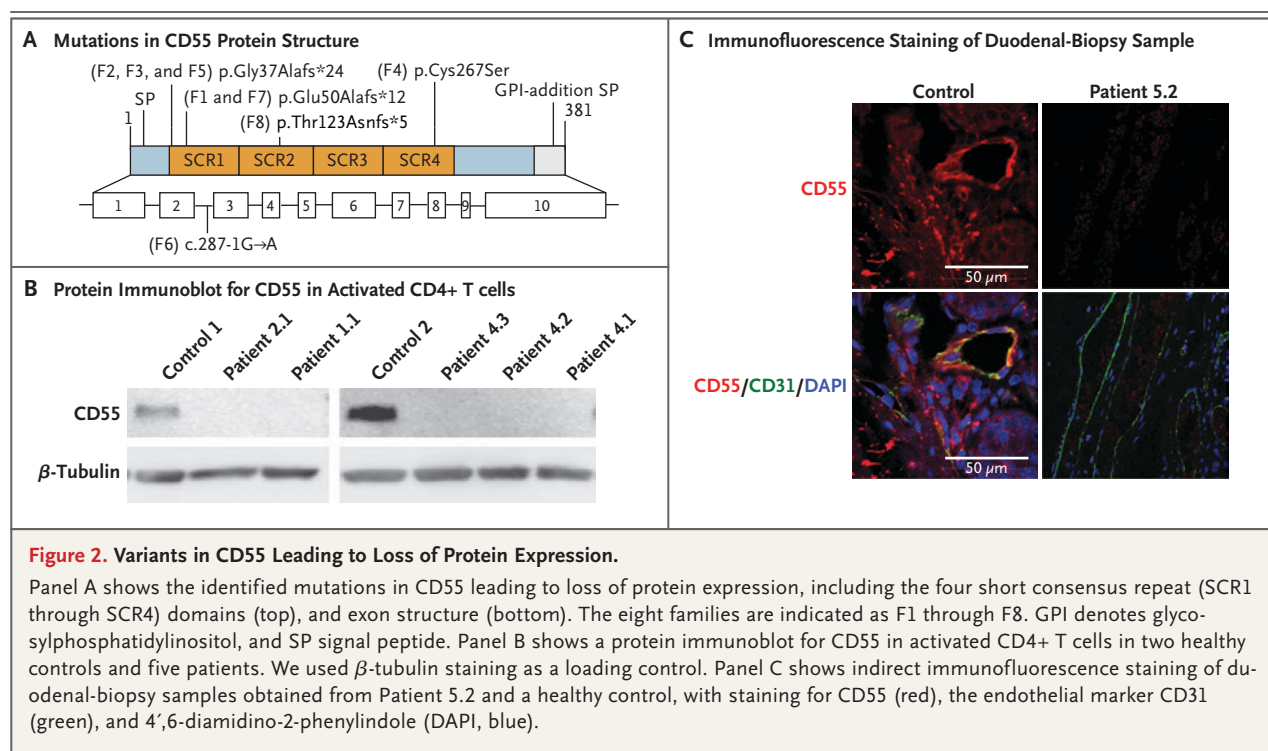 A Mutations in CD55 Protein Structure
(F2, F3, and F5) p.Gly37Alafs*24
(F4) p.Cys267Ser
SP
(F1 and F7) p.Glu50Alafs*12
GPI-addition SP
1
(F8) p.Thr123Asnfs*5
381
SCR1 SCR2 SCR3 SCR4
1 2 3 4 5 6 7 8 9 10
(F6) c.287-1G→A
B Protein Immunoblot for CD55 in Activated CD4+ T cells
Control 1 Patient 2.1 Patient 1.1 Control 2 Patient 4.3 Patient 4.2 Patient 4.1
CD55
β-Tubulin
C Immunofluorescence Staining of Duodenal-Biopsy Sample
Control Patient 5.2
CD55
50 μm
CD55/CD31/DAPI
50 μm
Figure 2. Variants in CD55 Leading to Loss of Protein Expression.
Panel A shows the identified mutations in CD55 leading to loss of protein expression, including the four short consensus repeat (SCR1
through SCR4) domains (top), and exon structure (bottom). The eight families are indicated as F1 through F8. GPI denotes glyco-
sylphosphatidylinositol, and SP signal peptide. Panel B shows a protein immunoblot for CD55 in activated CD4+ T cells in two healthy
controls and five patients. We used β-tubulin staining as a loading control. Panel C shows indirect immunofluorescence staining of du-
odenal-biopsy samples obtained from Patient 5.2 and a healthy control, with staining for CD55 (red), the endothelial marker CD31
(green), and 4′,6-diamidino-2-phenylindole (DAPI, blue).